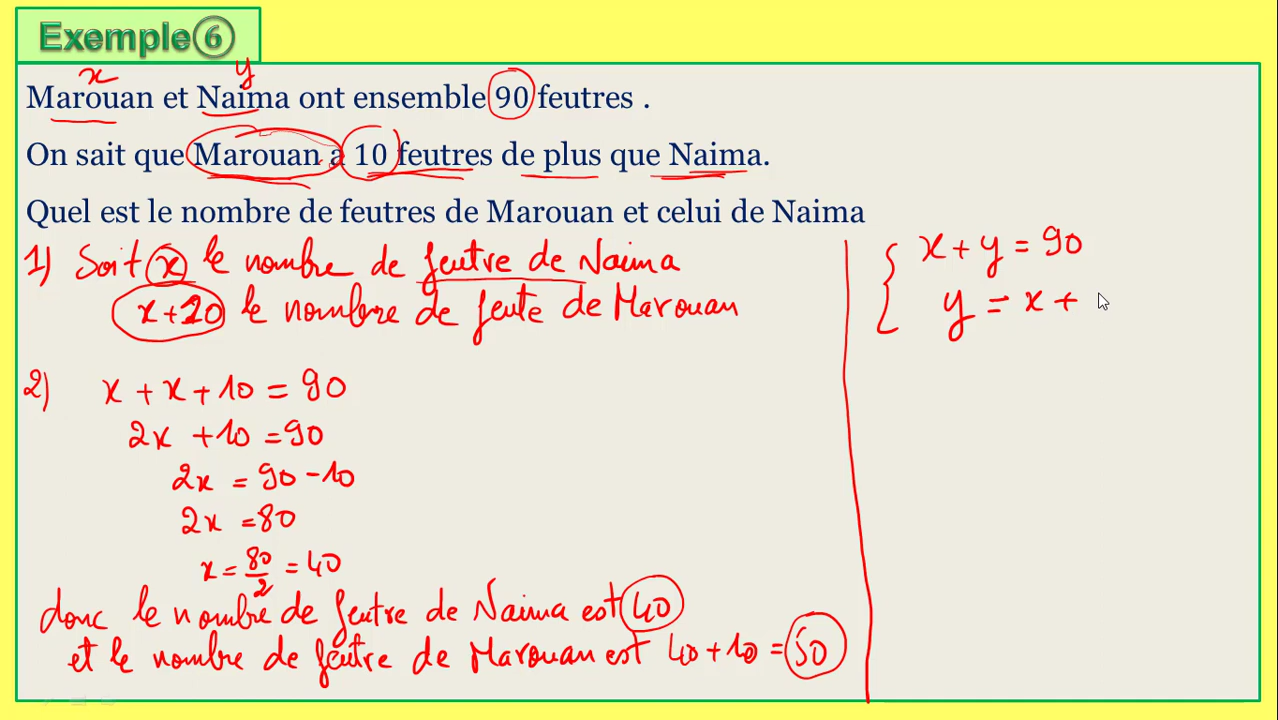 Exemple 6
x y
Marouan et Naima ont ensemble 90 feutres .
On sait que Marouan a 10 feutres de plus que Naima.
Quel est le nombre de feutres de Marouan et celui de Naima
1) Soit x le nombre de feutre de Naima
x+10 le nombre de feute de Marouan
2) x + x + 10 = 90
2x + 10 = 90
2x = 90 - 10
2x = 80
x = 80/2 = 40
donc le nombre de feutre de Naima est 40
et le nombre de feutre de Marouan est 40 + 10 = 50
{ x + y = 90
y = x +